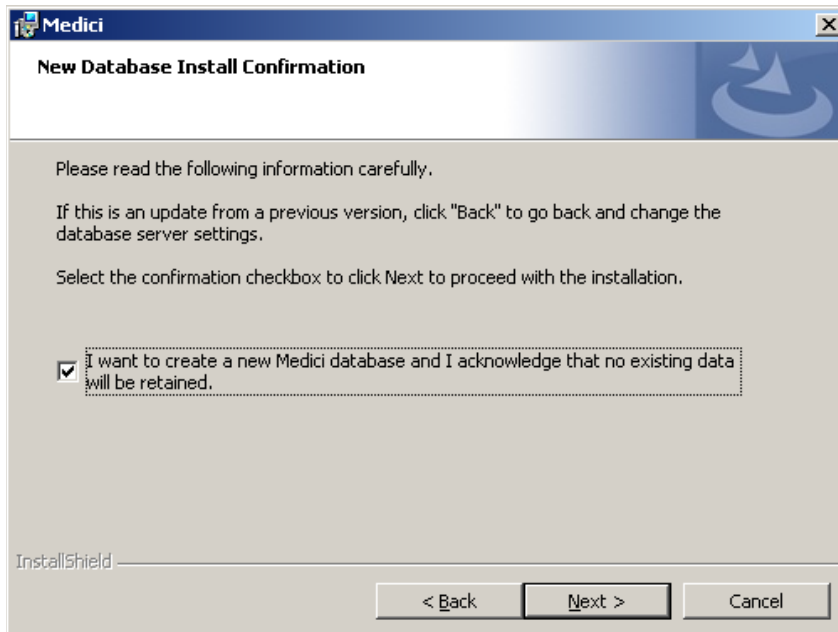 Medici
New Database Install Confirmation
Please read the following information carefully.
If this is an update from a previous version, click "Back" to go back and change the
database server settings.
Select the confirmation checkbox to click Next to proceed with the installation.
I want to create a new Medici database and I acknowledge that no existing data
will be retained.
InstallShield
< Back
Next >
Cancel